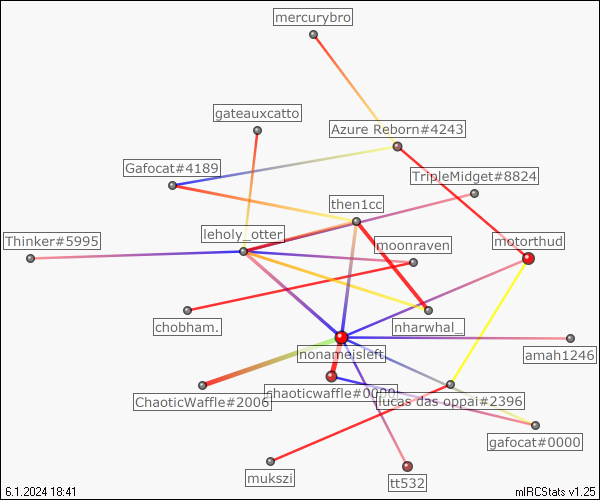 mercurybro
gateauxcatto
Azure Reborn#4243
Gafocat#4189
TripleMidget#8824
then1cc
Thinker#5995
leholy_otter
moonraven
motorthud
chobham.
nharwhal_
nonameisleft
amah1246
ChaoticWaffle#2006
chaoticwaffle#0000
lucas das oppai#2396
gafocat#0000
mukszi
tt532
6.1.2024 18:41
mIRCStats v1.25